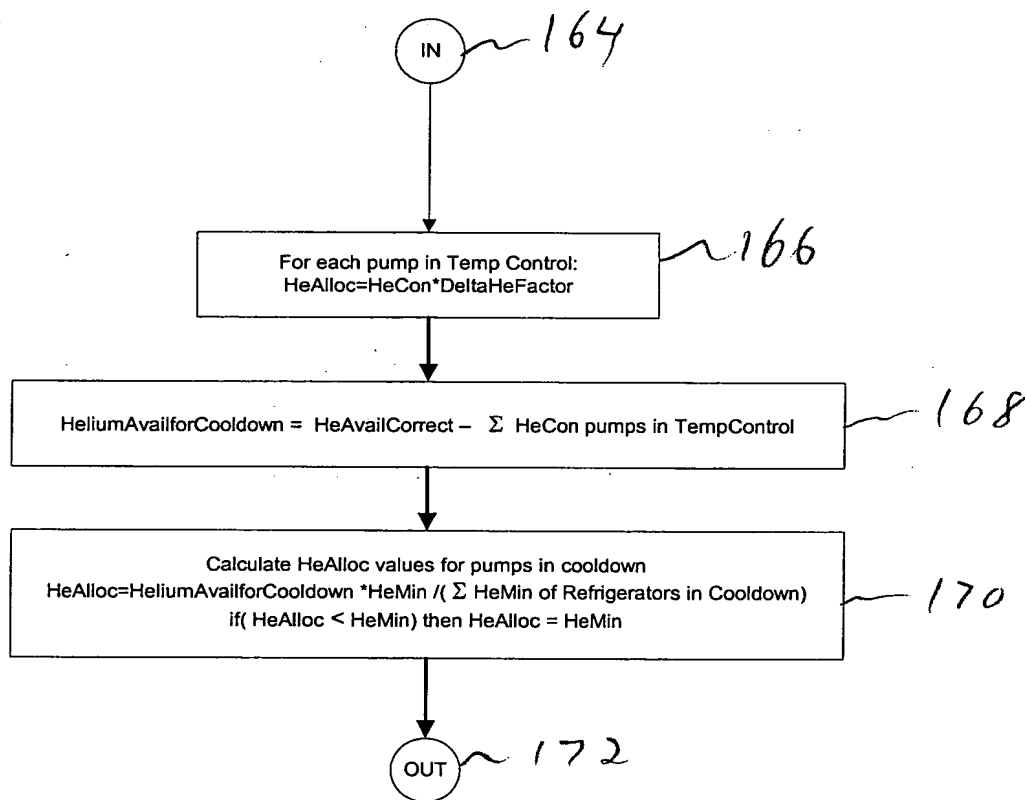 IN
164
166
For each pump in Temp Control:
HeAlloc=HeCon*DeltaHeFactor
168
HeliumAvailforCooldown = HeAvailCorrect – Σ HeCon pumps in TempControl
Calculate HeAlloc values for pumps in cooldown
HeAlloc=HeliumAvailforCooldown *HeMin /( Σ HeMin of Refrigerators in Cooldown)
if( HeAlloc < HeMin) then HeAlloc = HeMin
170
OUT
172